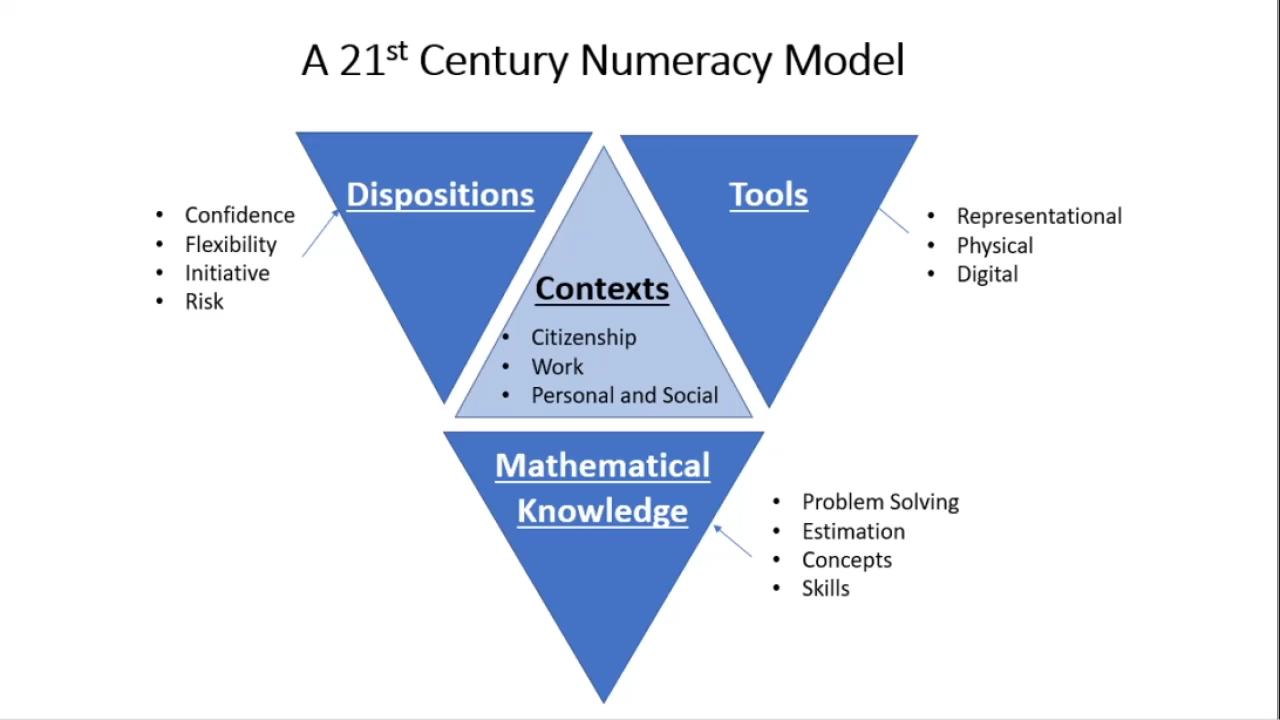 A 21st Century Numeracy Model
Dispositions
• Confidence
• Flexibility
• Initiative
• Risk
Tools
• Representational
• Physical
• Digital
Contexts
• Citizenship
• Work
• Personal and Social
Mathematical
Knowledge
• Problem Solving
• Estimation
• Concepts
• Skills